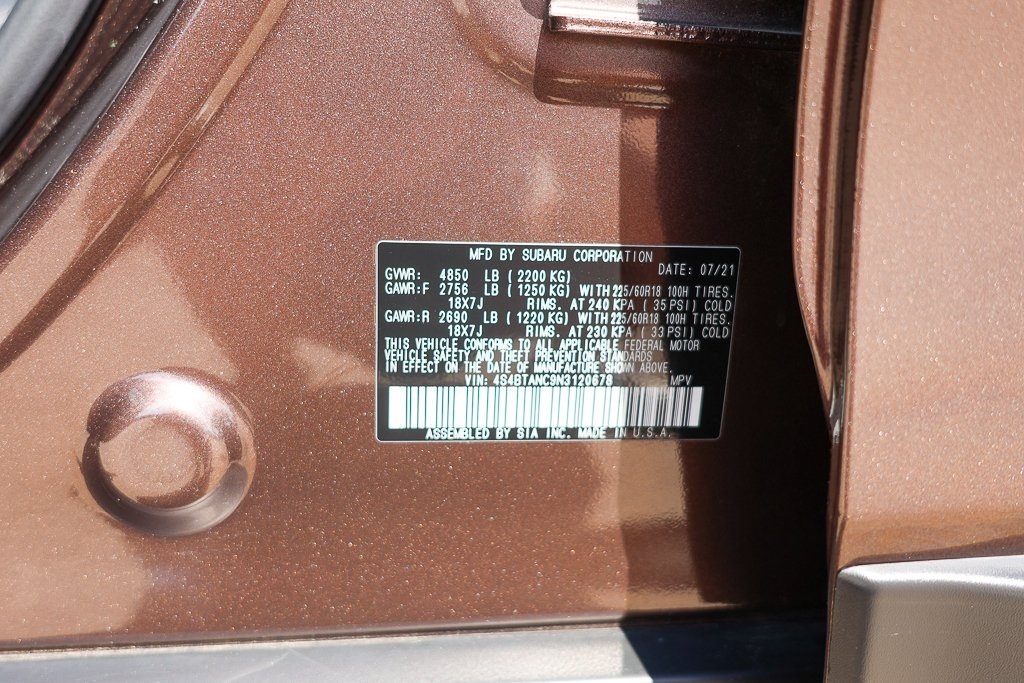 MFD BY SUBARU CORPORATION
DATE: 07/21
GVWR: 4850 LB (2200 KG)
GAWR:F 2756 LB (1250 KG) WITH 225/60R18 100H TIRES.
18X7J RIMS. AT 240 KPA (35 PSI) COLD
GAWR:R 2690 LB (1220 KG) WITH 225/60R18 100H TIRES.
18X7J RIMS. AT 230 KPA (33 PSI) COLD
THIS VEHICLE CONFORMS TO ALL APPLICABLE FEDERAL MOTOR
VEHICLE SAFETY AND THEFT PREVENTION STANDARDS
IN EFFECT ON THE DATE OF MANUFACTURE SHOWN ABOVE.
VIN: 4S4BTANC9N3120678 MPV
ASSEMBLED BY SIA INC. MADE IN U.S.A.